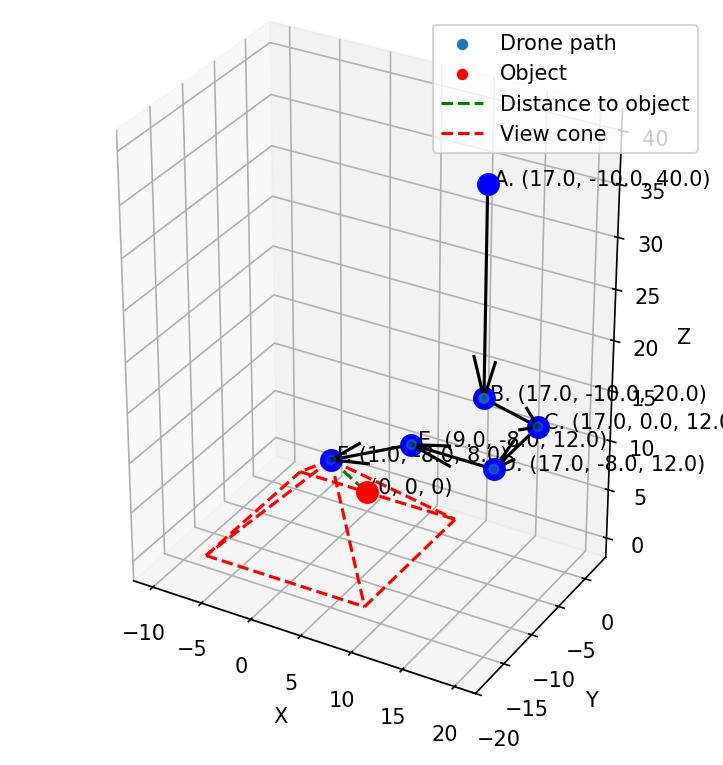 Drone path
Object
Distance to object
View cone
A. (17.0, -10.0, 40.0)
B. (17.0, -10.0, 20.0)
C. (17.0, 0.0, 12.0
D. (17.0, -8.0, 12.0)
E. (9.0, -8.0, 12.0)
F. (1.0, -8.0, 8.0)
(0, 0, 0)
40
35
30
25
20
15
10
5
0
Z
−10
−5
0
5
10
15
20
X
0
−5
−10
−15
−20
Y